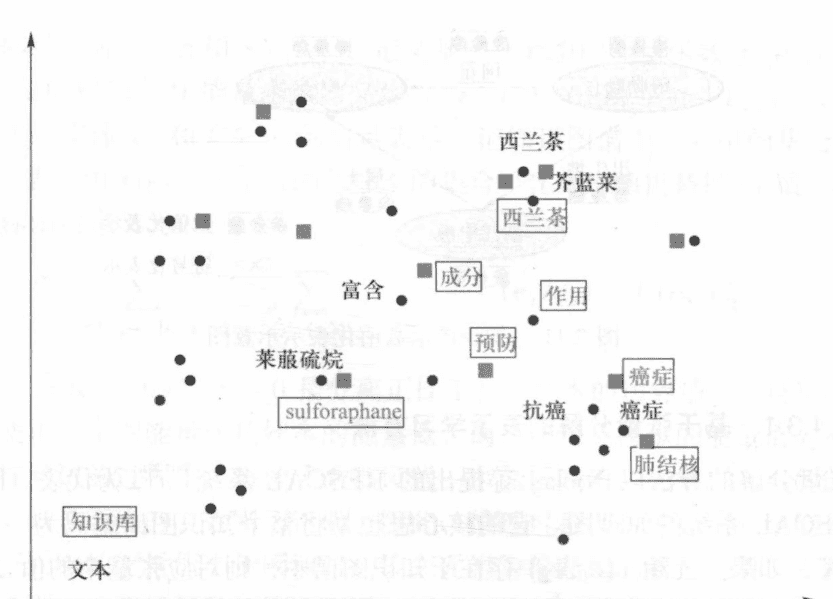 西兰茶
芥蓝菜
西兰茶
成分
富含
作用
预防
莱菔硫烷
癌症
sulforaphane
抗癌
癌症
肺结核
知识库
文本